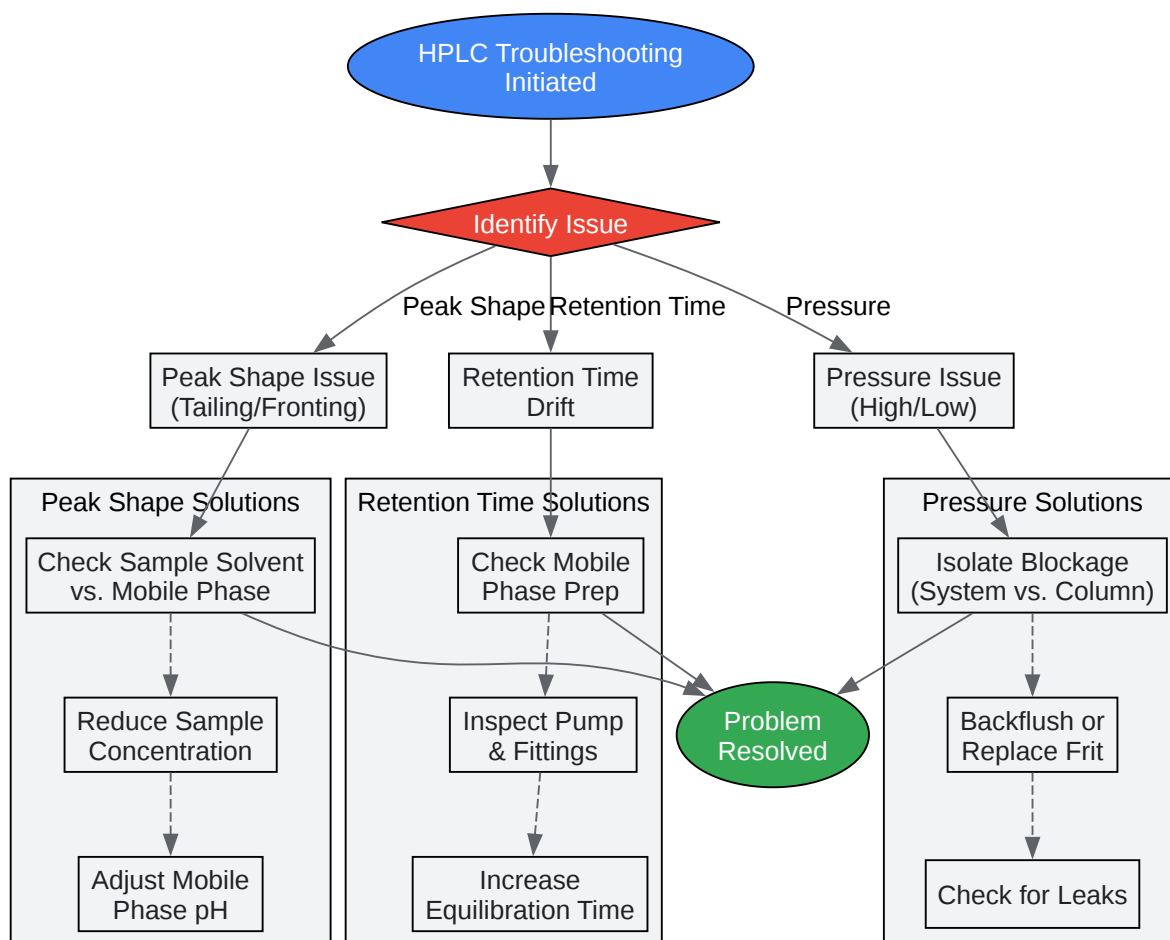 HPLC Troubleshooting
Initiated
Identify Issue
Peak Shape
Retention Time
Pressure
Peak Shape Issue
(Tailing/Fronting)
Retention Time
Drift
Pressure Issue
(High/Low)
Peak Shape Solutions
Retention Time Solutions
Pressure Solutions
Check Sample Solvent
vs. Mobile Phase
Check Mobile
Phase Prep
Isolate Blockage
(System vs. Column)
Reduce Sample
Concentration
Inspect Pump
& Fittings
Problem
Resolved
Backflush or
Replace Frit
Adjust Mobile
Phase pH
Increase
Equilibration Time
Check for Leaks